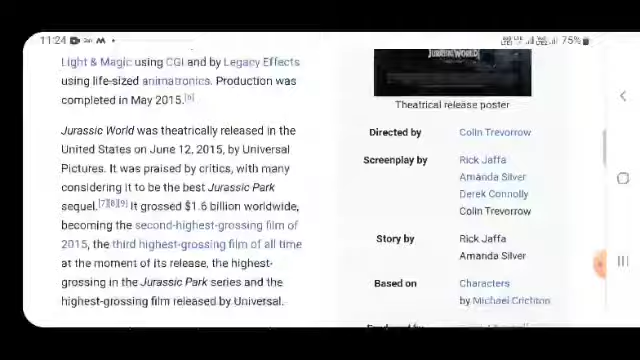 11:24
75%
Light & Magic using CGI and by Legacy Effects
using life-sized animatronics. Production was
completed in May 2015.[6]
Jurassic World was theatrically released in the
United States on June 12, 2015, by Universal
Pictures. It was praised by critics, with many
considering it to be the best Jurassic Park
sequel.[7][8][9] It grossed $1.6 billion worldwide,
becoming the second-highest-grossing film of
2015, the third highest-grossing film of all time
at the moment of its release, the highest-
grossing in the Jurassic Park series and the
highest-grossing film released by Universal.
JURASSIC WORLD
Theatrical release poster
Directed by Colin Trevorrow
Screenplay by Rick Jaffa
Amanda Silver
Derek Connolly
Colin Trevorrow
Story by Rick Jaffa
Amanda Silver
Based on Characters
by Michael Crichton